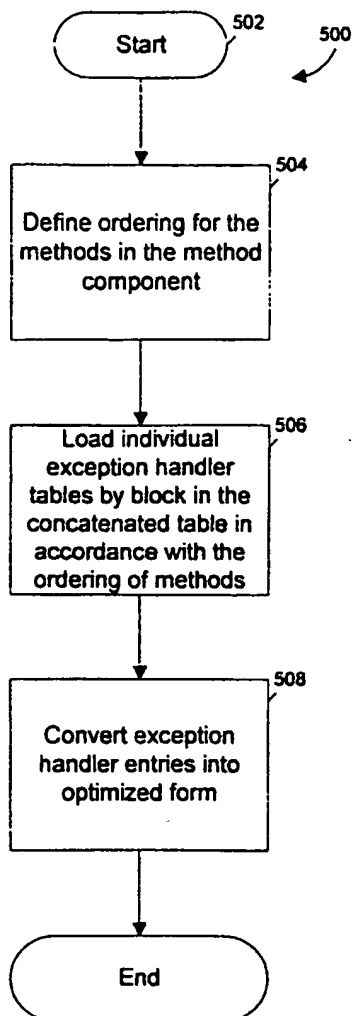 Start
502
500
504
Define ordering for the
methods in the method
component
506
Load individual
exception handler
tables by block in the
concatenated table in
accordance with the
ordering of methods
508
Convert exception
handler entries into
optimized form
End